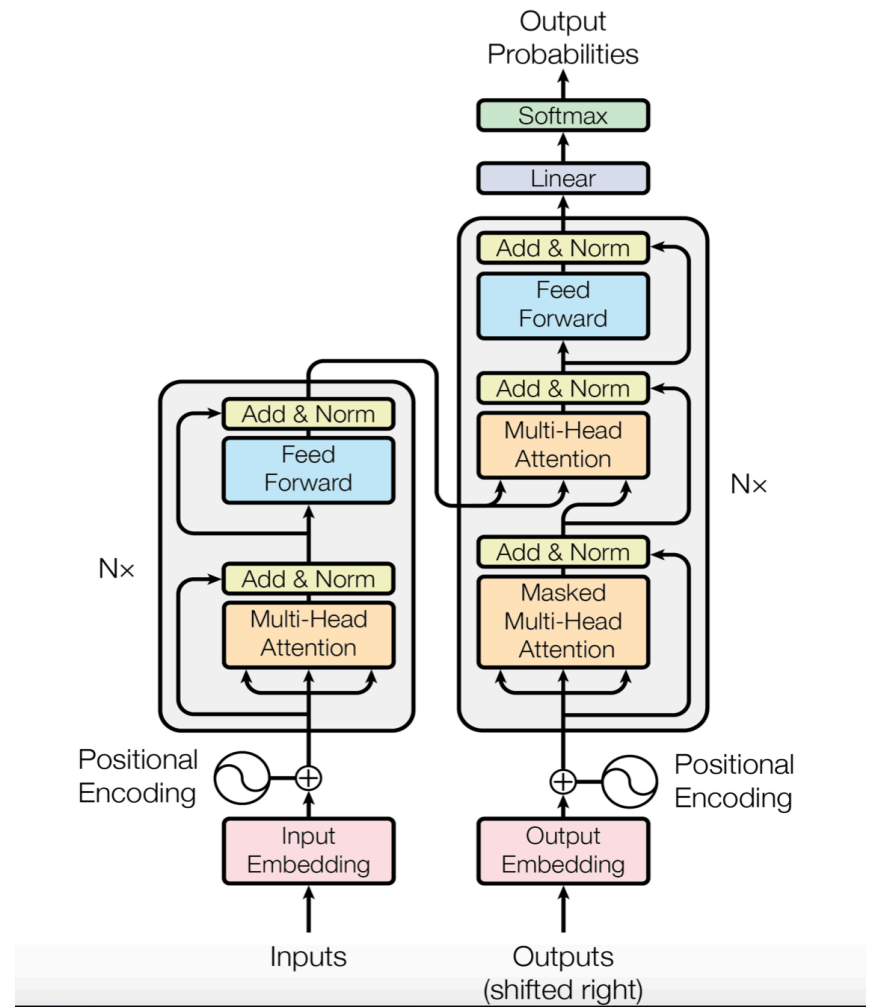 Output
Probabilities
Softmax
Linear
Add & Norm
Feed
Forward
Add & Norm
Multi-Head
Attention
Add & Norm
Masked
Multi-Head
Attention
Nx
Add & Norm
Feed
Forward
Add & Norm
Multi-Head
Attention
Nx
Positional
Encoding
Positional
Encoding
Input
Embedding
Output
Embedding
Inputs
Outputs
(shifted right)